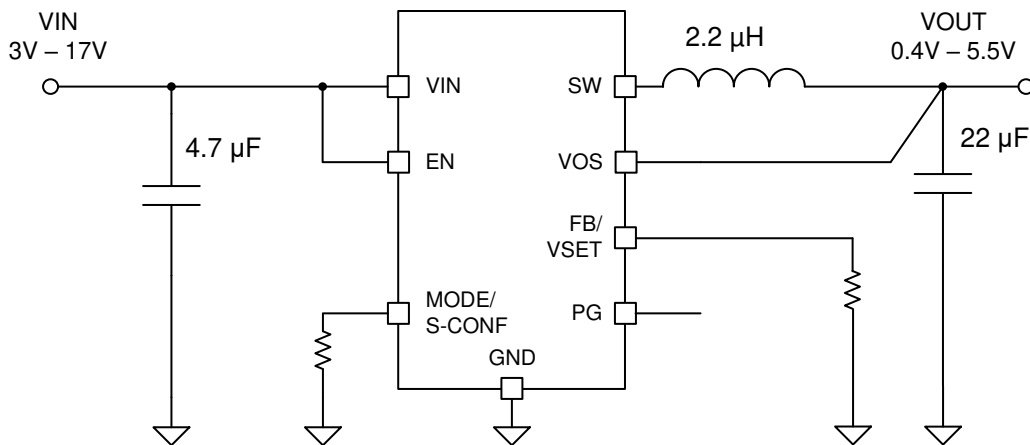 VIN
3V – 17V
2.2 µH
VOUT
0.4V – 5.5V
VIN
SW
4.7 µF
EN
VOS
22 µF
FB/
VSET
MODE/
S-CONF
PG
GND